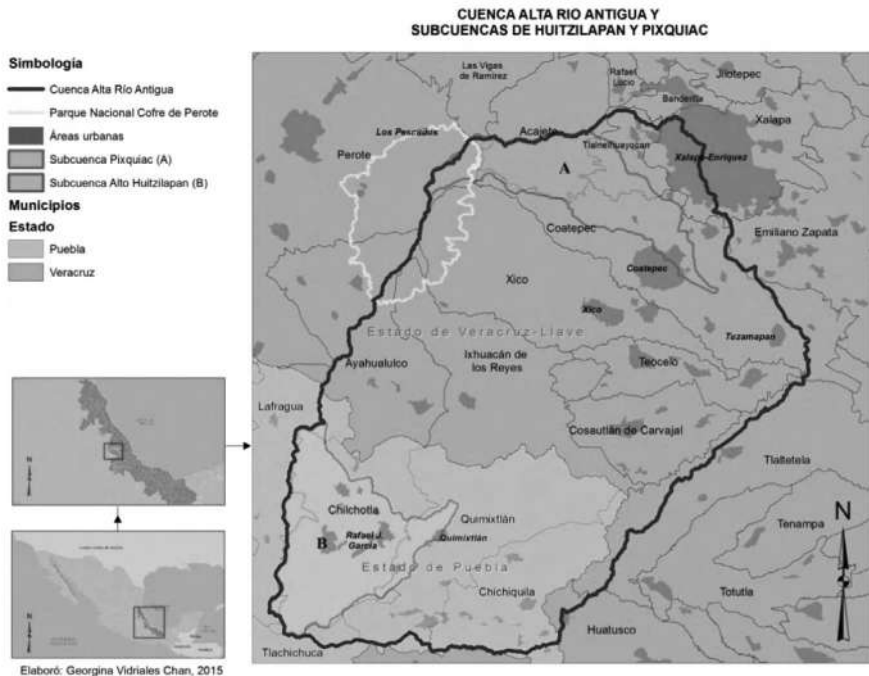 CUENCA ALTA RIO ANTIGUA Y
SUBCUENCAS DE HUITZILAPAN Y PIXQUIAC
Simbología
Cuenca Alta Río Antigua
Parque Nacional Cofre de Perote
Áreas urbanas
Subcuenca Pixquiac (A)
Subcuenca Alto Huitzilapan (B)
Municipios
Estado
Puebla
Veracruz
Las Vigas
de Ramírez
Rafael
Lucio
Jilotepec
Banderilla
Los Pescados
Acajete
Xalapa
Perote
Tlalnelhuayocan
Xalapa-Enríquez
A
Coatepec
Emiliano Zapata
Coatepec
Xico
Xico
Estado de Veracruz-Llave
Tuzamapan
Ixhuacán de
los Reyes
Teocelo
Ayahualulco
Lafragua
Cosautlán de Carvajal
Tlaltetela
Chilchotla
Quimixtlán
Tenampa
N
B
Rafael J.
García
Quimixtlán
Estado de Puebla
Chichiquila
Totutla
Huatusco
Tlachichuca
N
N
Elaboró: Georgina Vidriales Chan, 2015